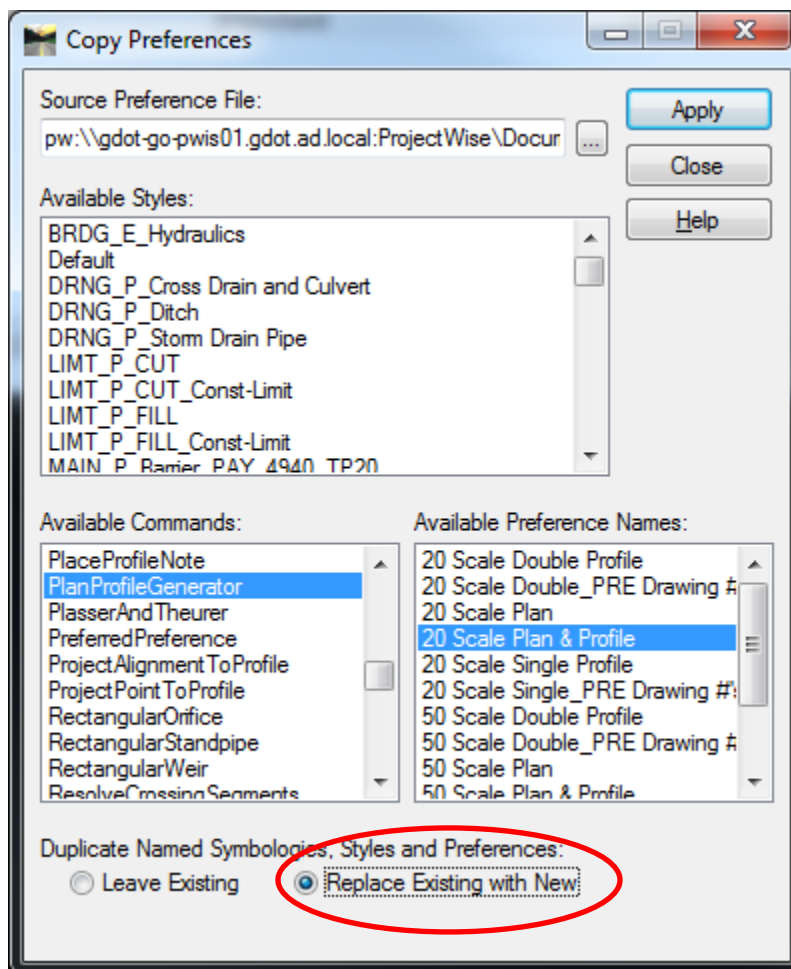 Copy Preferences
Source Preference File:
pw:\\gdot-go-pwis01.gdot.ad.local:ProjectWise\Docur
...
Apply
Close
Help
Available Styles:
BRDG_E_Hydraulics
Default
DRNG_P_Cross Drain and Culvert
DRNG_P_Ditch
DRNG_P_Storm Drain Pipe
LIMT_P_CUT
LIMT_P_CUT_Const-Limit
LIMT_P_FILL
LIMT_P_FILL_Const-Limit
MAIN_P_Barrier_PAY_4940_TP20
Available Commands:
PlaceProfileNote
PlanProfileGenerator
PlasserAndTheurer
PreferredPreference
ProjectAlignmentToProfile
ProjectPointToProfile
RectangularOrifice
RectangularStandpipe
RectangularWeir
ResolveCrossingSegments
Available Preference Names:
20 Scale Double Profile
20 Scale Double_PRE Drawing #
20 Scale Plan
20 Scale Plan & Profile
20 Scale Single Profile
20 Scale Single_PRE Drawing #'s
50 Scale Double Profile
50 Scale Double_PRE Drawing #
50 Scale Plan
50 Scale Plan & Profile
Duplicate Named Symbologies, Styles and Preferences:
Leave Existing
Replace Existing with New